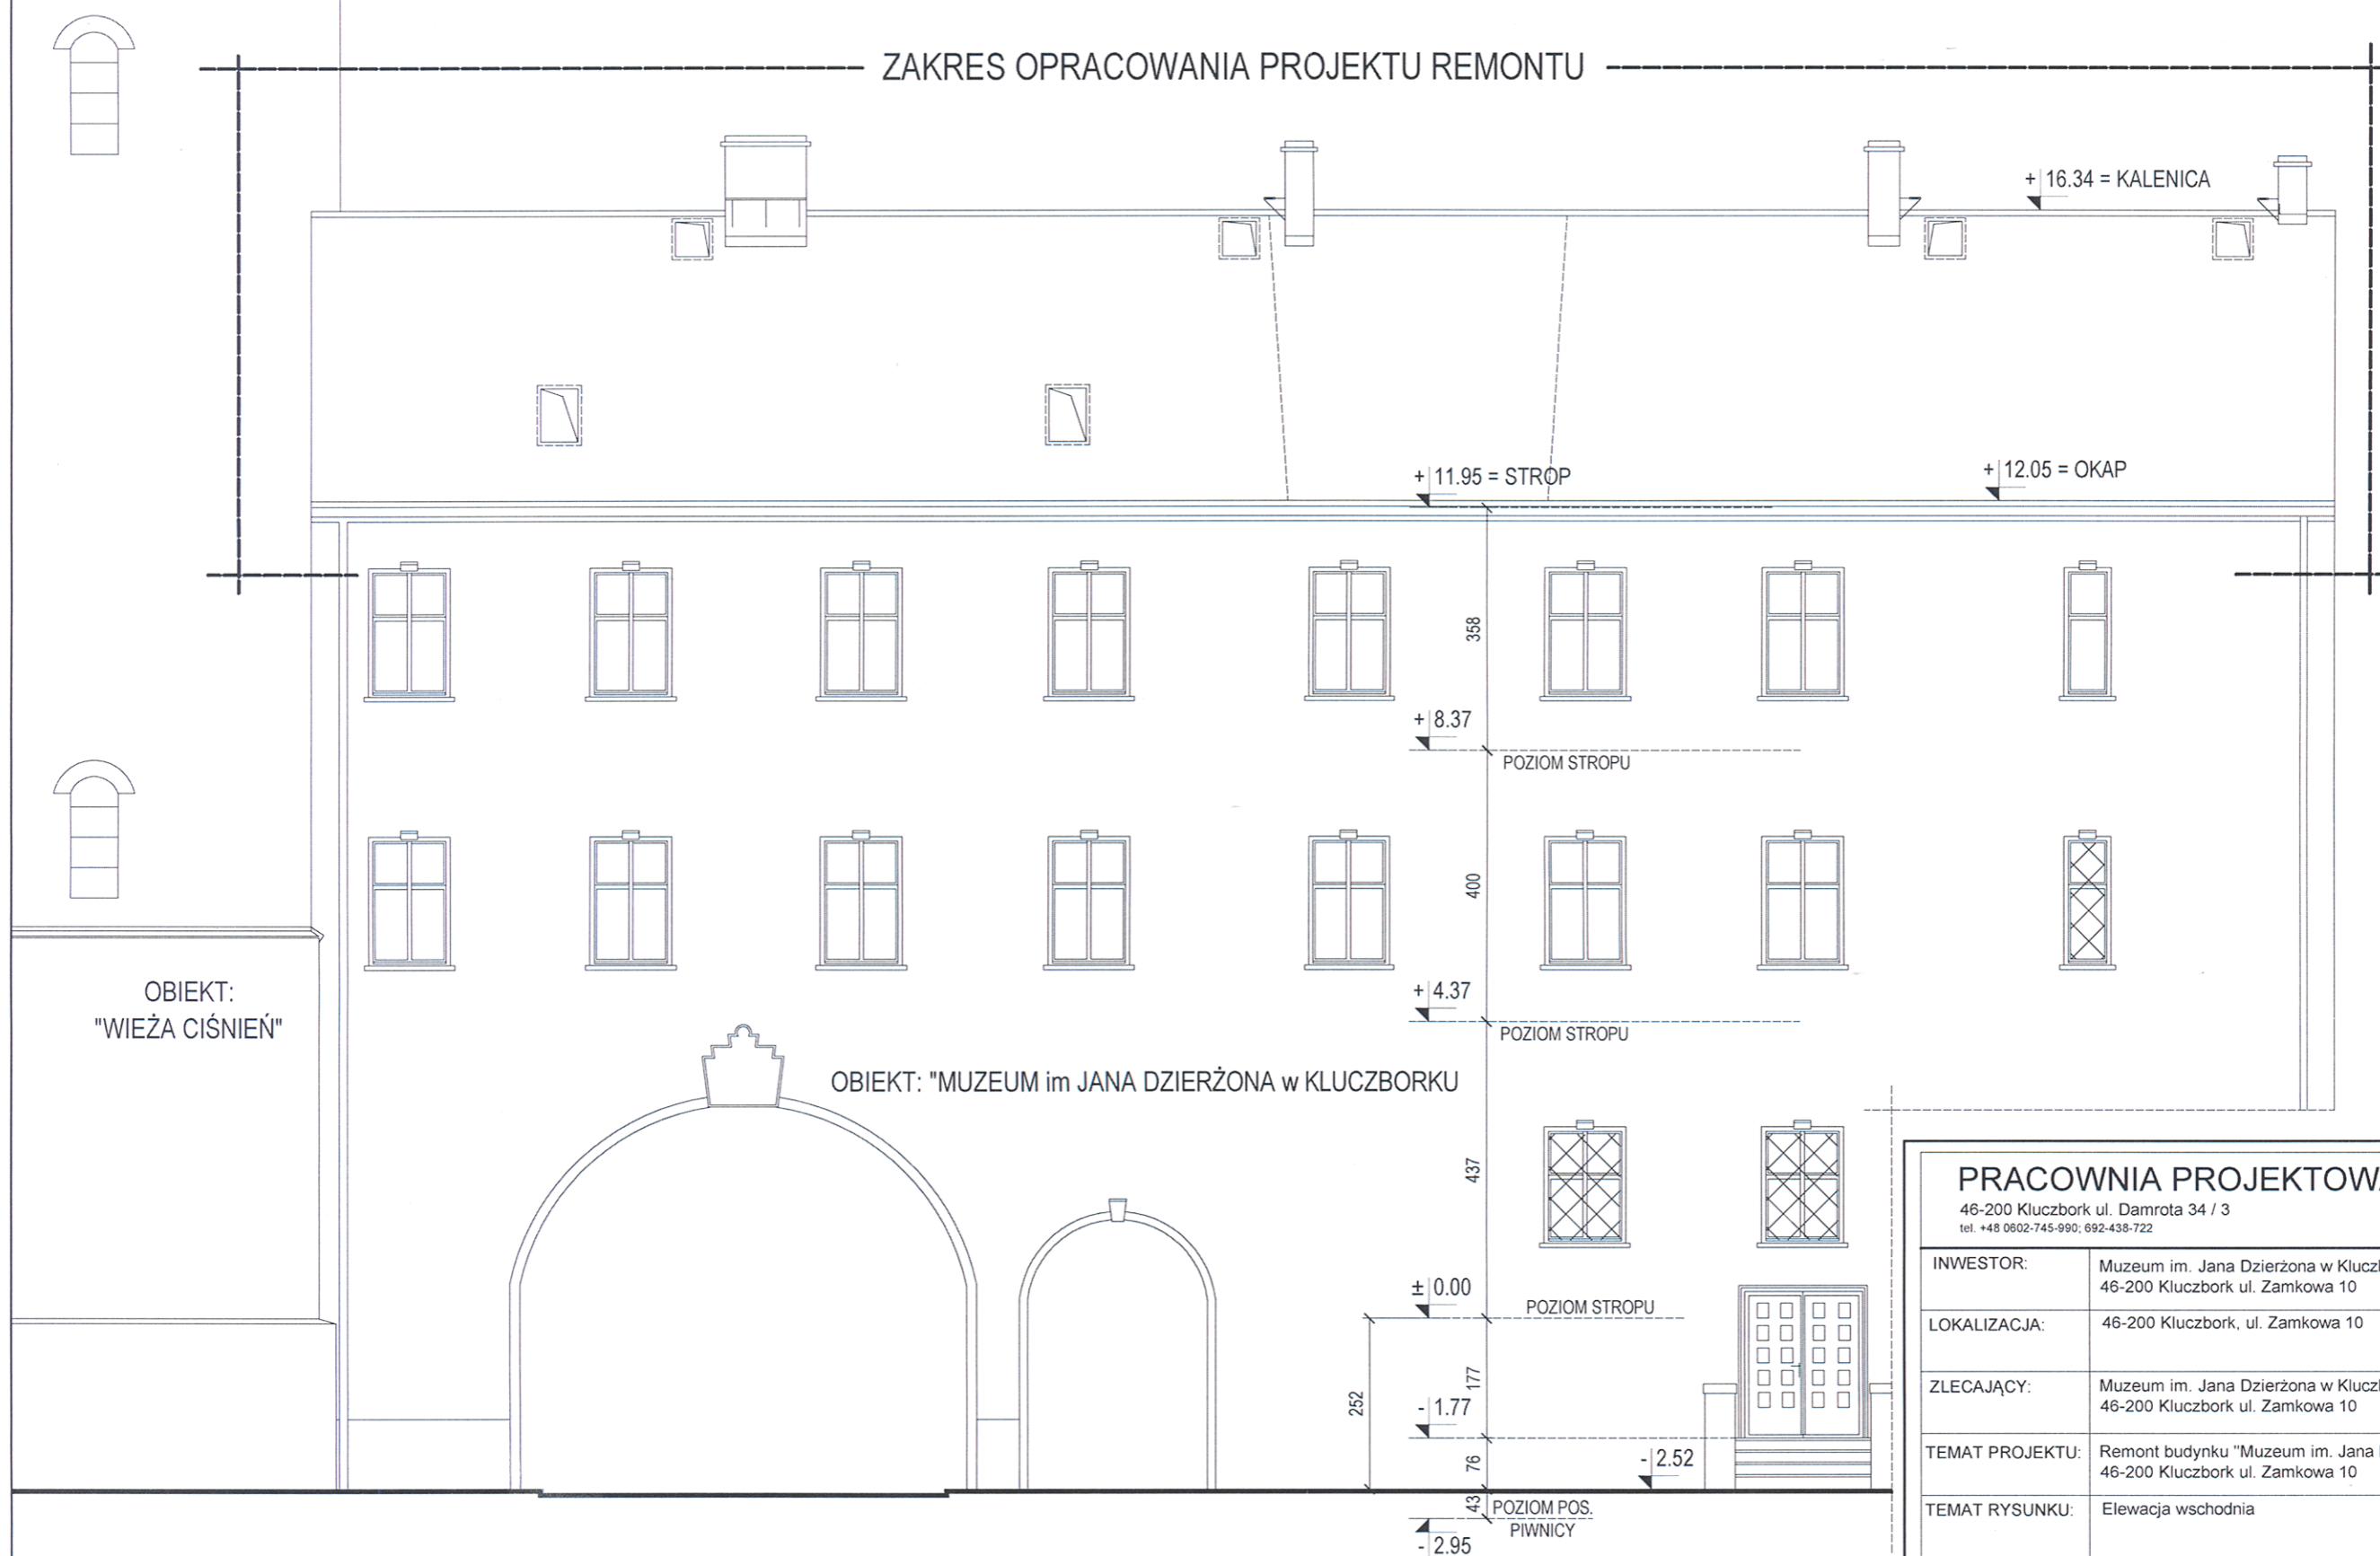 ZAKRES OPRACOWANIA PROJEKTU REMONTU
+ 16.34 = KALENICA
+ 11.95 = STROP
+ 12.05 = OKAP
358
+ 8.37
POZIOM STROPU
400
+ 4.37
POZIOM STROPU
OBIEKT:
"WIEŻA CIŚNIEŃ"
OBIEKT: "MUZEUM im JANA DZIERŻONA w KLUCZBORKU
437
± 0.00
POZIOM STROPU
252
177
- 1.77
76
- 2.52
43
POZIOM POS.
PIWNICY
- 2.95
PRACOWNIA PROJEKTOWA
46-200 Kluczbork ul. Damrota 34 / 3
tel. +48 0602-745-990; 692-438-722
INWESTOR:
Muzeum im. Jana Dzierżona w Klucz
46-200 Kluczbork ul. Zamkowa 10
LOKALIZACJA:
46-200 Kluczbork, ul. Zamkowa 10
ZLECAJĄCY:
Muzeum im. Jana Dzierżona w Klucz
46-200 Kluczbork ul. Zamkowa 10
TEMAT PROJEKTU:
Remont budynku "Muzeum im. Jana
46-200 Kluczbork ul. Zamkowa 10
TEMAT RYSUNKU:
Elewacja wschodnia